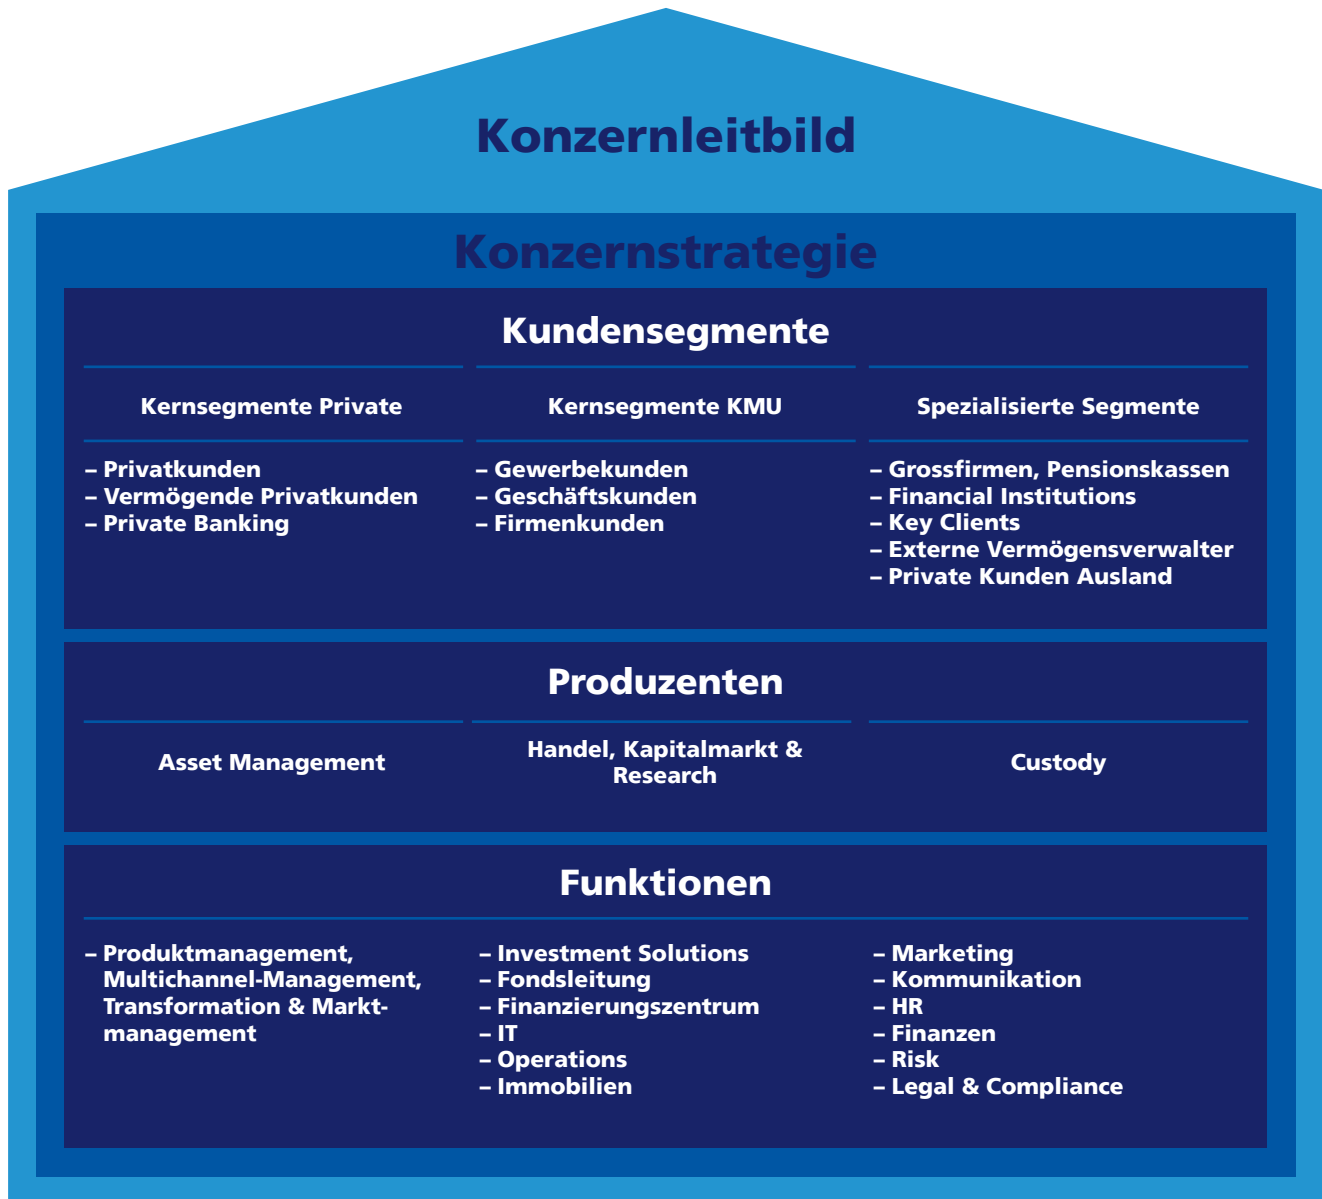 Konzernleitbild
Konzernstrategie
Kundensegmente
Kernsegmente Private
– Privatkunden
– Vermögende Privatkunden
– Private Banking
Kernsegmente KMU
– Gewerbekunden
– Geschäftskunden
– Firmenkunden
Spezialisierte Segmente
– Grossfirmen, Pensionskassen
– Financial Institutions
– Key Clients
– Externe Vermögensverwalter
– Private Kunden Ausland
Produzenten
Asset Management
Handel, Kapitalmarkt &
Research
Custody
Funktionen
– Produktmanagement,
Multichannel-Management,
Transformation & Markt-
management
– Investment Solutions
– Fondsleitung
– Finanzierungszentrum
– IT
– Operations
– Immobilien
– Marketing
– Kommunikation
– HR
– Finanzen
– Risk
– Legal & Compliance